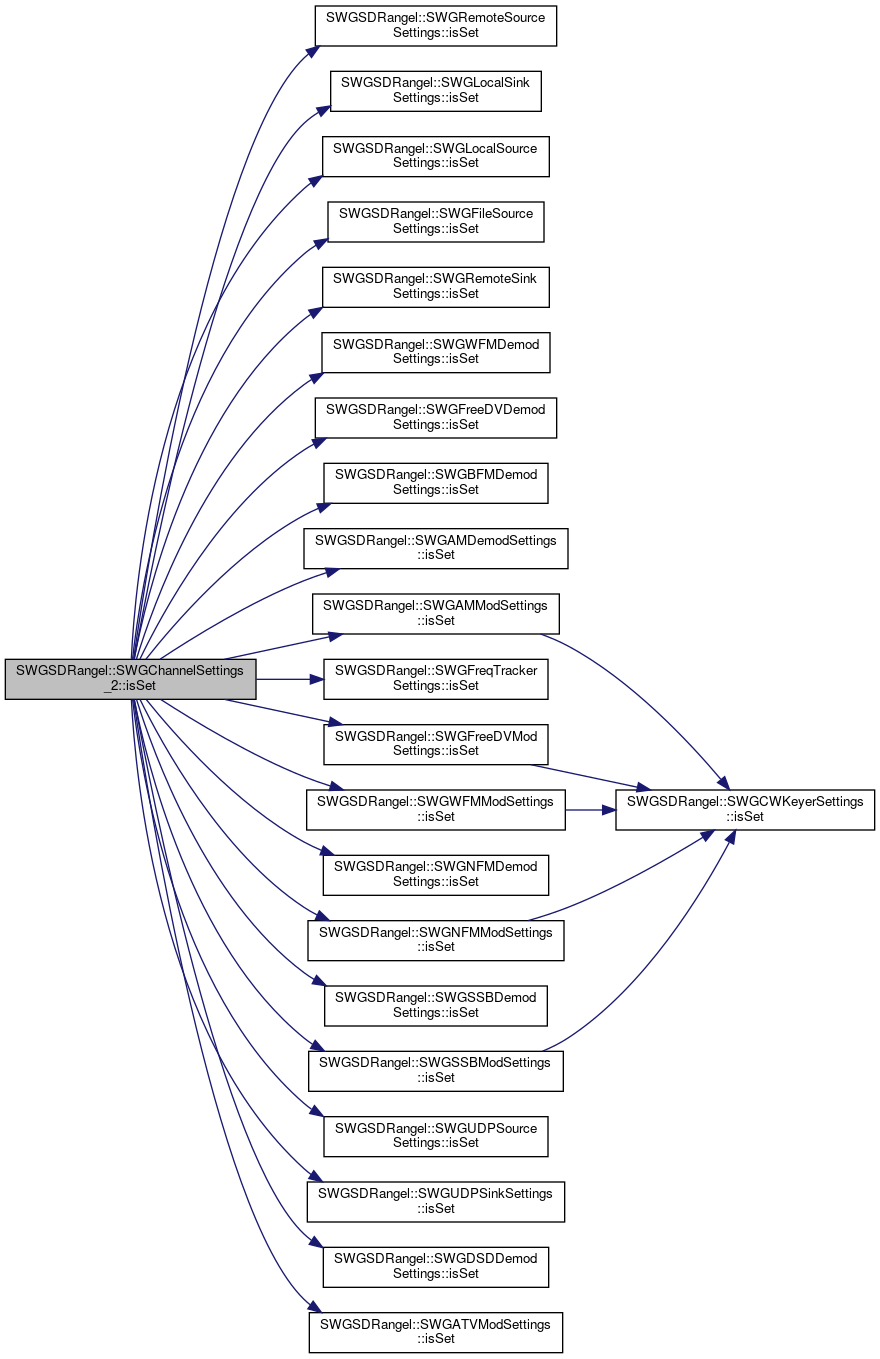 SWGSDRangel::SWGRemoteSource
Settings::isSet
SWGSDRangel::SWGLocalSink
Settings::isSet
SWGSDRangel::SWGLocalSource
Settings::isSet
SWGSDRangel::SWGFileSource
Settings::isSet
SWGSDRangel::SWGRemoteSink
Settings::isSet
SWGSDRangel::SWGWFMDemod
Settings::isSet
SWGSDRangel::SWGFreeDVDemod
Settings::isSet
SWGSDRangel::SWGBFMDemod
Settings::isSet
SWGSDRangel::SWGAMDemodSettings
::isSet
SWGSDRangel::SWGAMModSettings
::isSet
SWGSDRangel::SWGChannelSettings
_2::isSet
SWGSDRangel::SWGFreqTracker
Settings::isSet
SWGSDRangel::SWGFreeDVMod
Settings::isSet
SWGSDRangel::SWGWFMModSettings
::isSet
SWGSDRangel::SWGCWKeyerSettings
::isSet
SWGSDRangel::SWGNFMDemod
Settings::isSet
SWGSDRangel::SWGNFMModSettings
::isSet
SWGSDRangel::SWGSSBDemod
Settings::isSet
SWGSDRangel::SWGSSBModSettings
::isSet
SWGSDRangel::SWGUDPSource
Settings::isSet
SWGSDRangel::SWGUDPSinkSettings
::isSet
SWGSDRangel::SWGDSDDemod
Settings::isSet
SWGSDRangel::SWGATVModSettings
::isSet